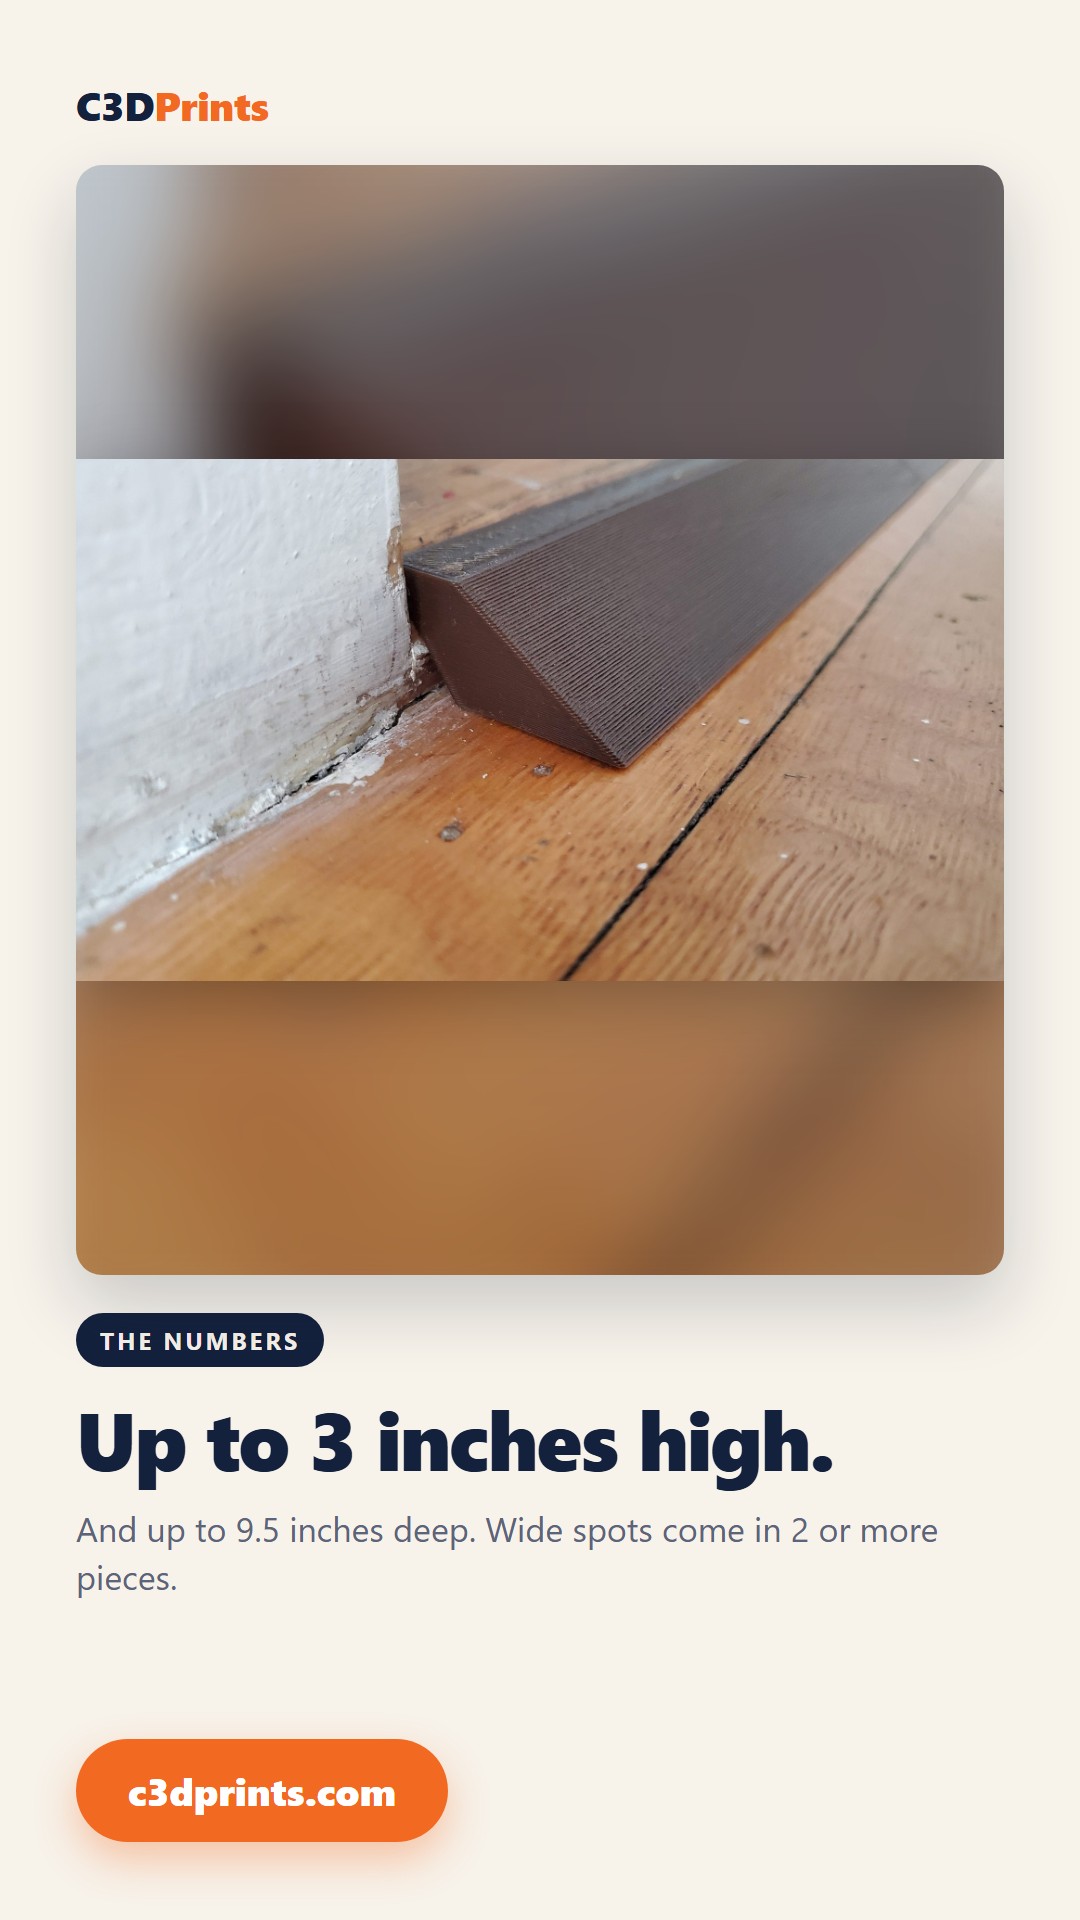 C3DPrints
THE NUMBERS
Up to 3 inches high.
And up to 9.5 inches deep. Wide spots come in 2 or more
pieces.
c3dprints.com